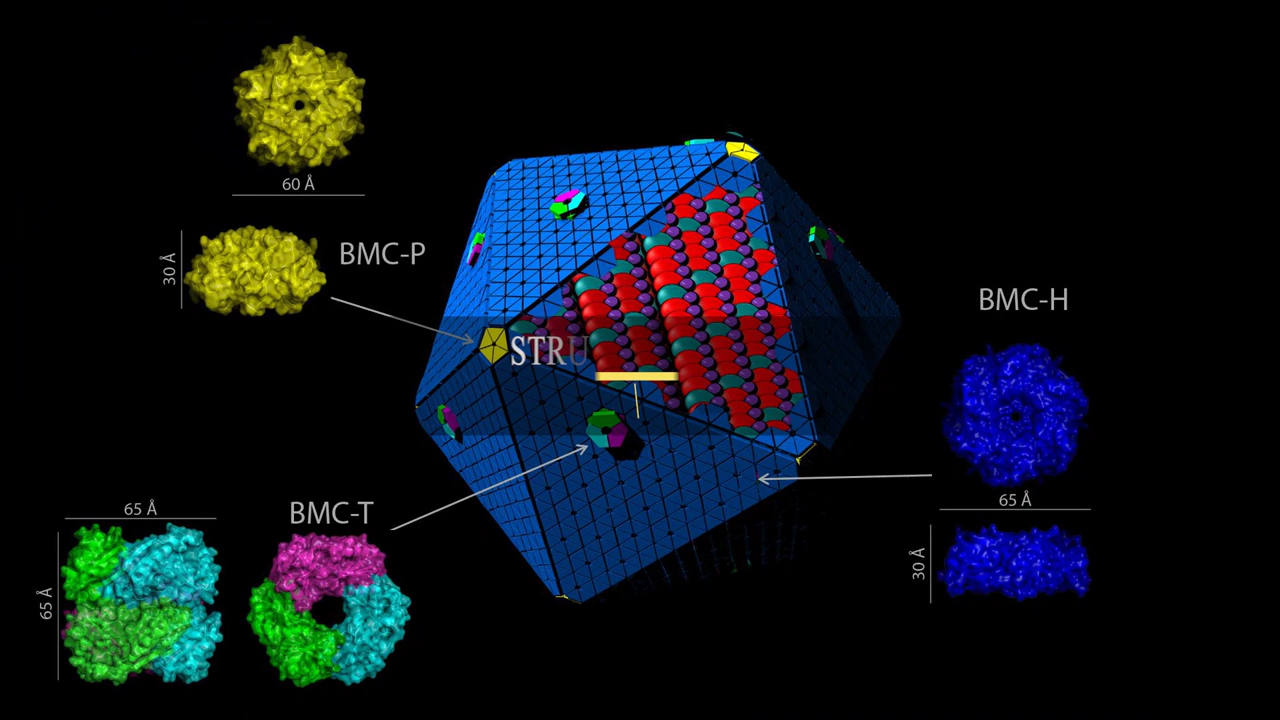 60 Å
30 Å
BMC-P
STRU
BMC-H
65 Å
30 Å
65 Å
BMC-T
65 Å